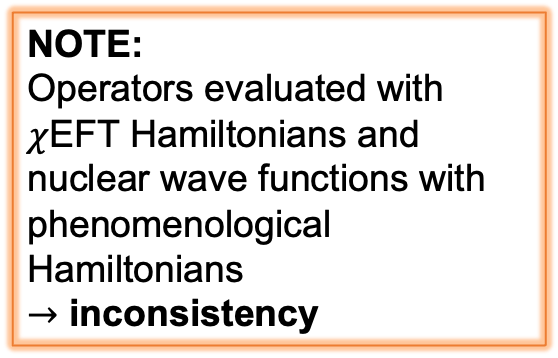 NOTE:
Operators evaluated with
𝜒EFT Hamiltonians and
nuclear wave functions with
phenomenological
Hamiltonians
→ inconsistency